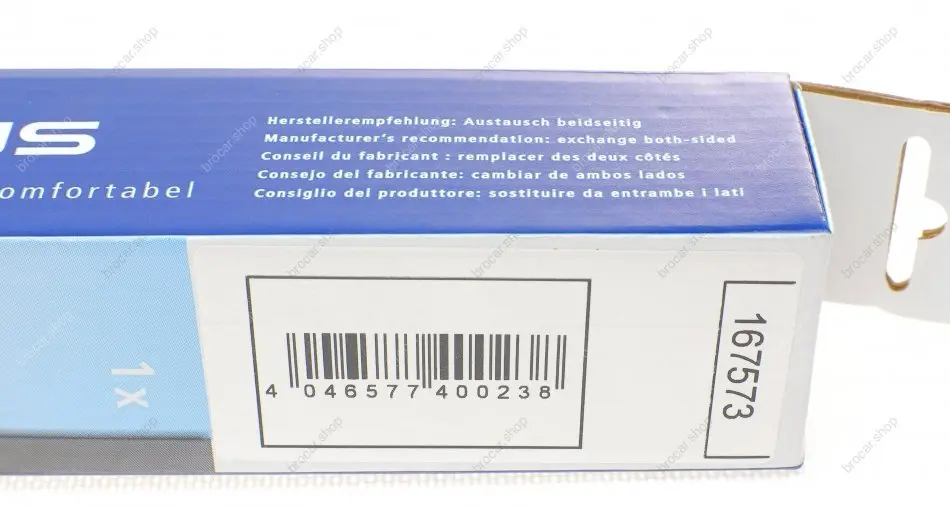 us
omfortabel
Herstellerempfehlung: Austausch beidseitig
Manufacturer's recommendation: exchange both-sided
Conseil du fabricant : remplacer des deux côtés
Consejo del fabricante: cambiar de ambos lados
Consiglio del produttore: sostituire da entrambe i lati
1x
4 046577 400238
167573
brocar.shop